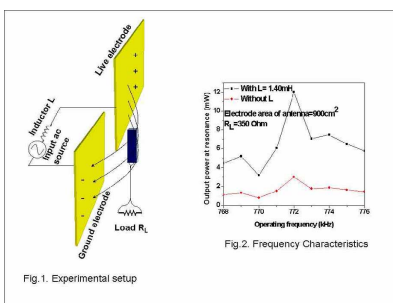 Live electrode
+ + +
+ +
Inductor L
Input ac
source
- - -
- -
Ground electrode
Load RL
Fig.1. Experimental setup
With L= 1.40mH
Without L
Electrode area of antenna=900cm2
RL=350 Ohm
Output power at resonance (mW)
12
10
8
6
4
2
0
768 770 772 774 776
Operating frequency (kHz)
Fig.2. Frequency Characteristics